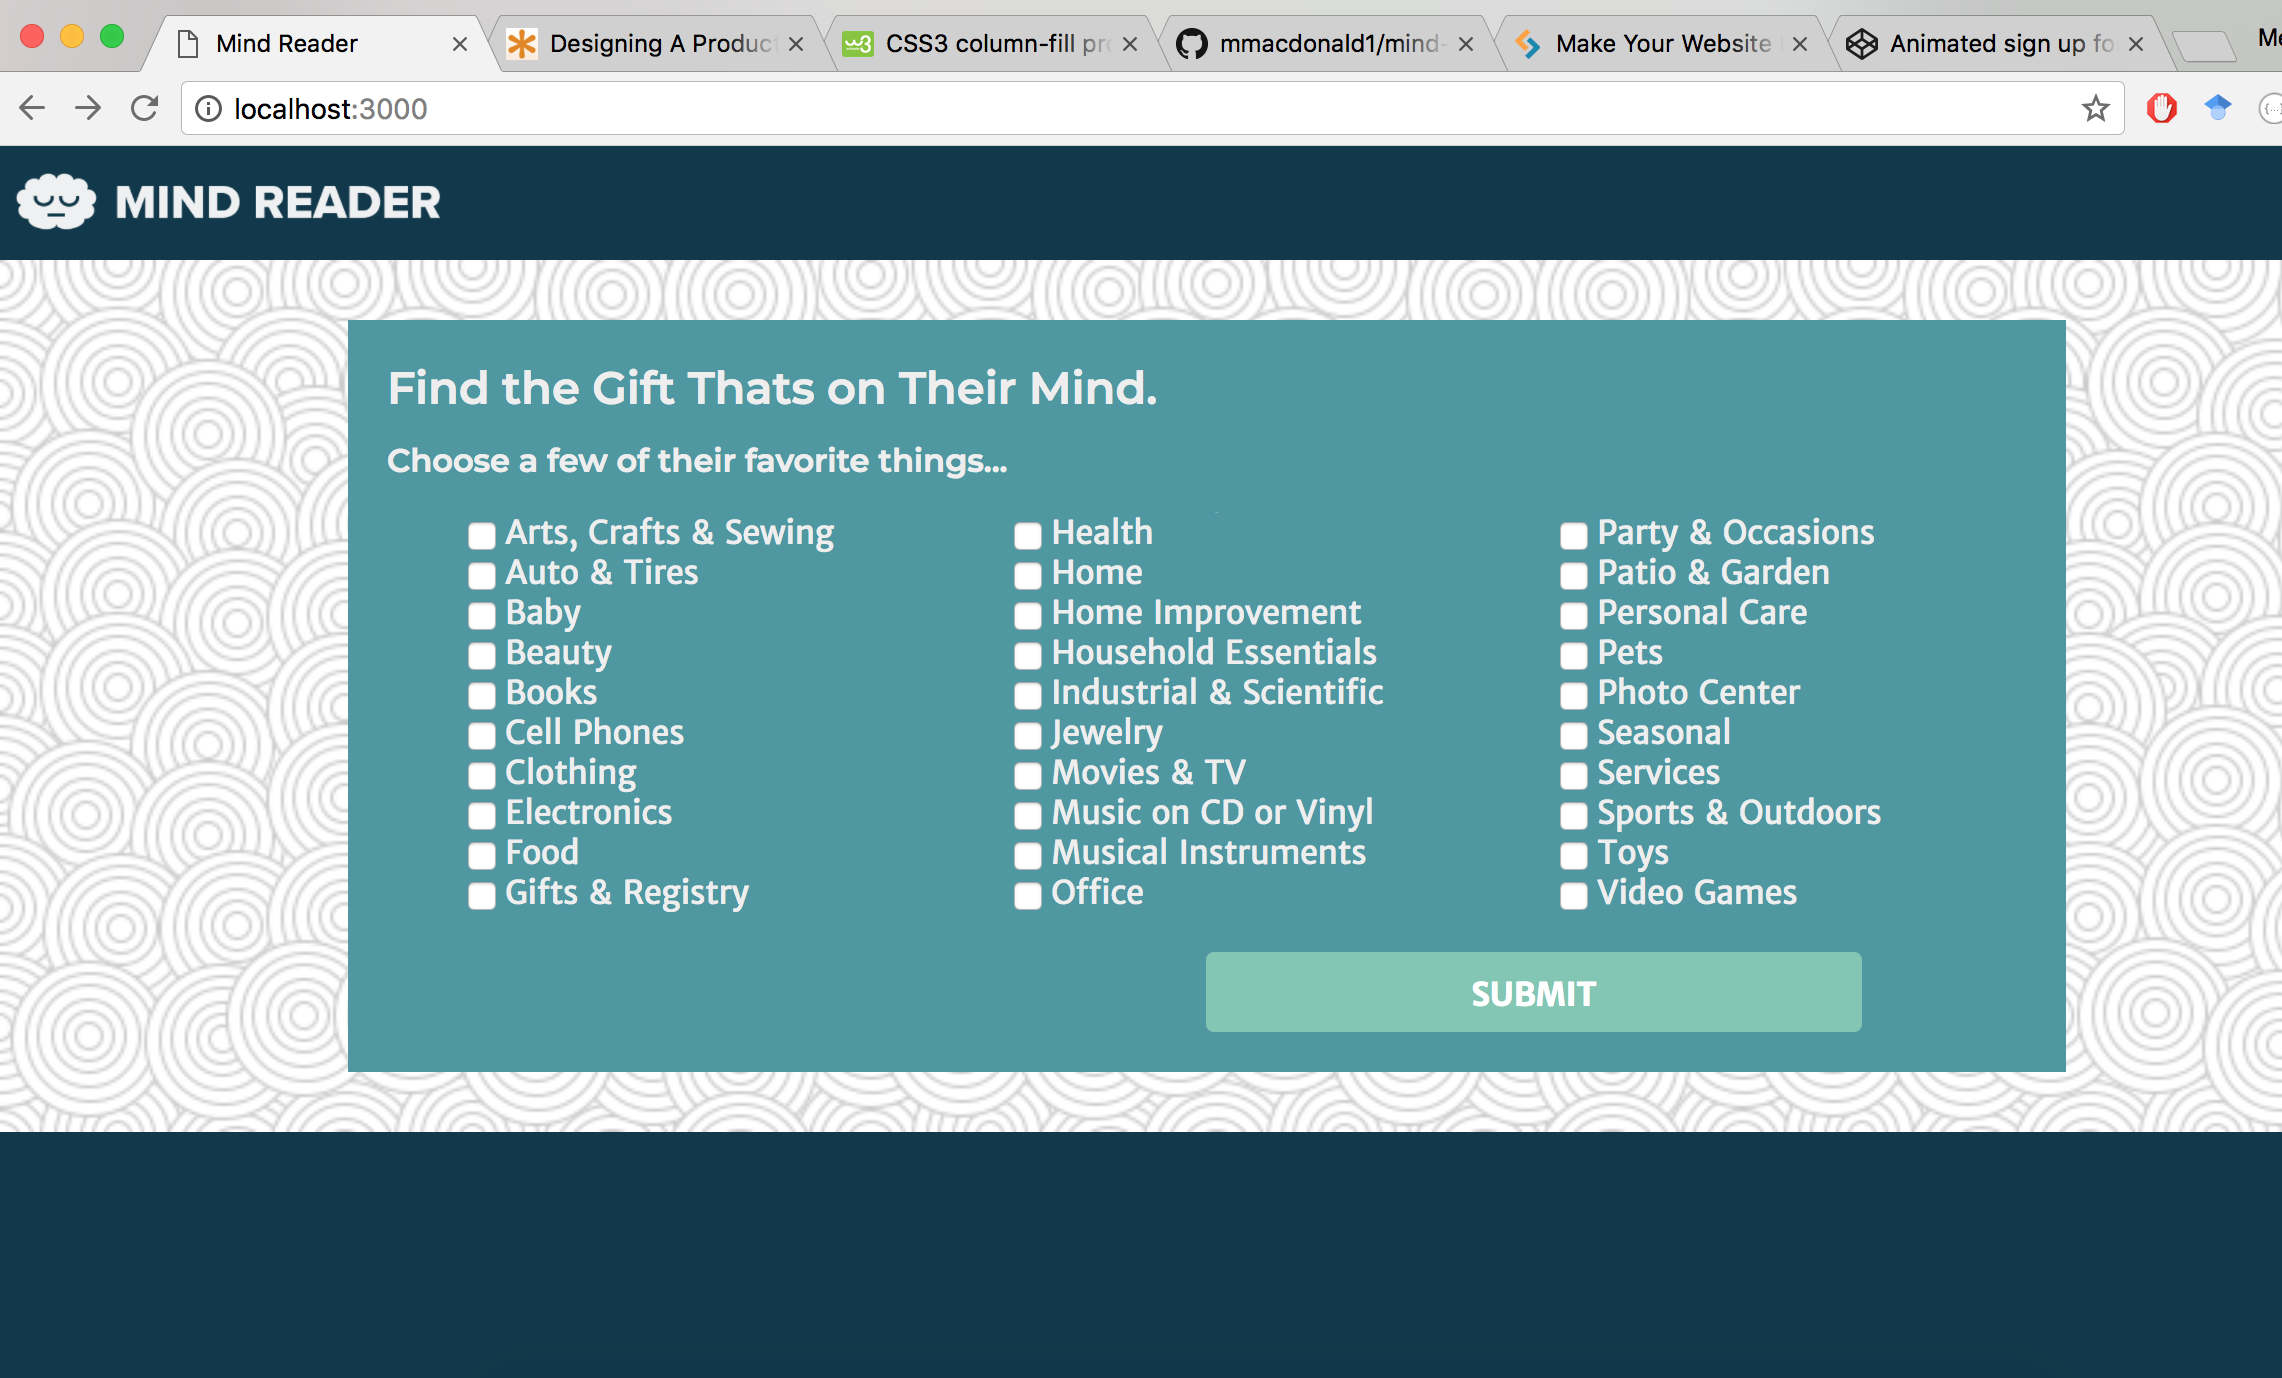 Mind Reader
Designing A Product
CSS3 column-fill pro
mmacdonald1/mind-
Make Your Website
Animated sign up fo
Me
localhost:3000
MIND READER
Find the Gift Thats on Their Mind.
Choose a few of their favorite things...
Arts, Crafts & Sewing
Auto & Tires
Baby
Beauty
Books
Cell Phones
Clothing
Electronics
Food
Gifts & Registry
Health
Home
Home Improvement
Household Essentials
Industrial & Scientific
Jewelry
Movies & TV
Music on CD or Vinyl
Musical Instruments
Office
Party & Occasions
Patio & Garden
Personal Care
Pets
Photo Center
Seasonal
Services
Sports & Outdoors
Toys
Video Games
SUBMIT